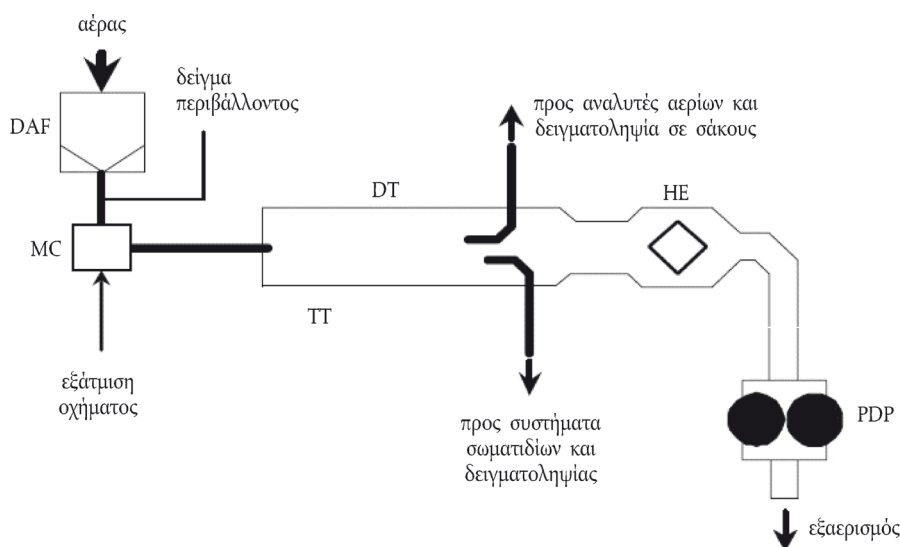 αέρας
δείγμα
περιβάλλοντος
DAF
προς αναλυτές αερίων και
δειγματοληψία σε σάκους
DT
HE
MC
TT
εξάτμιση
οχήματος
προς συστήματα
σωματιδίων και
δειγματοληψίας
PDP
εξαερισμός